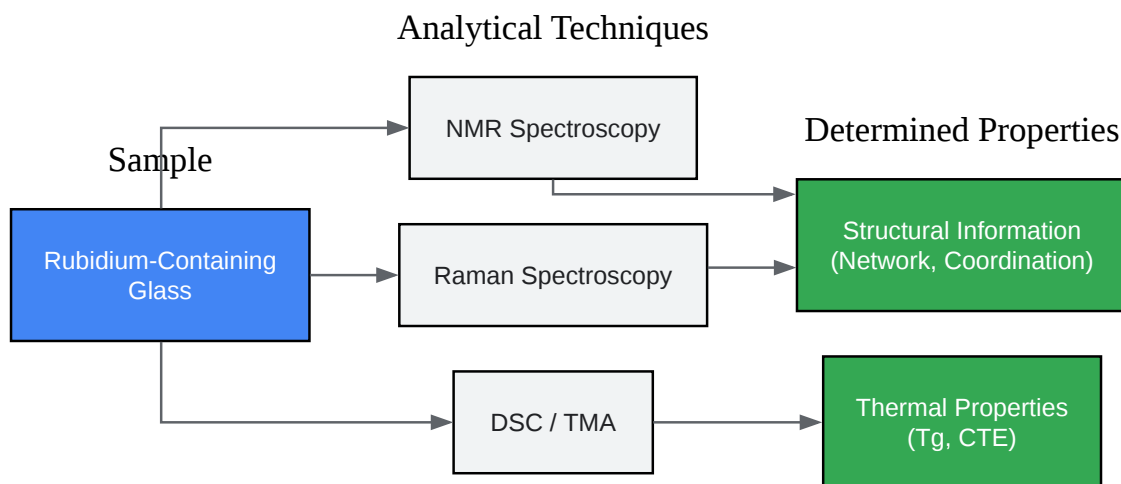 Analytical Techniques
NMR Spectroscopy
Determined Properties
Sample
Structural Information
(Network, Coordination)
Rubidium-Containing
Glass
Raman Spectroscopy
Thermal Properties
(Tg, CTE)
DSC / TMA